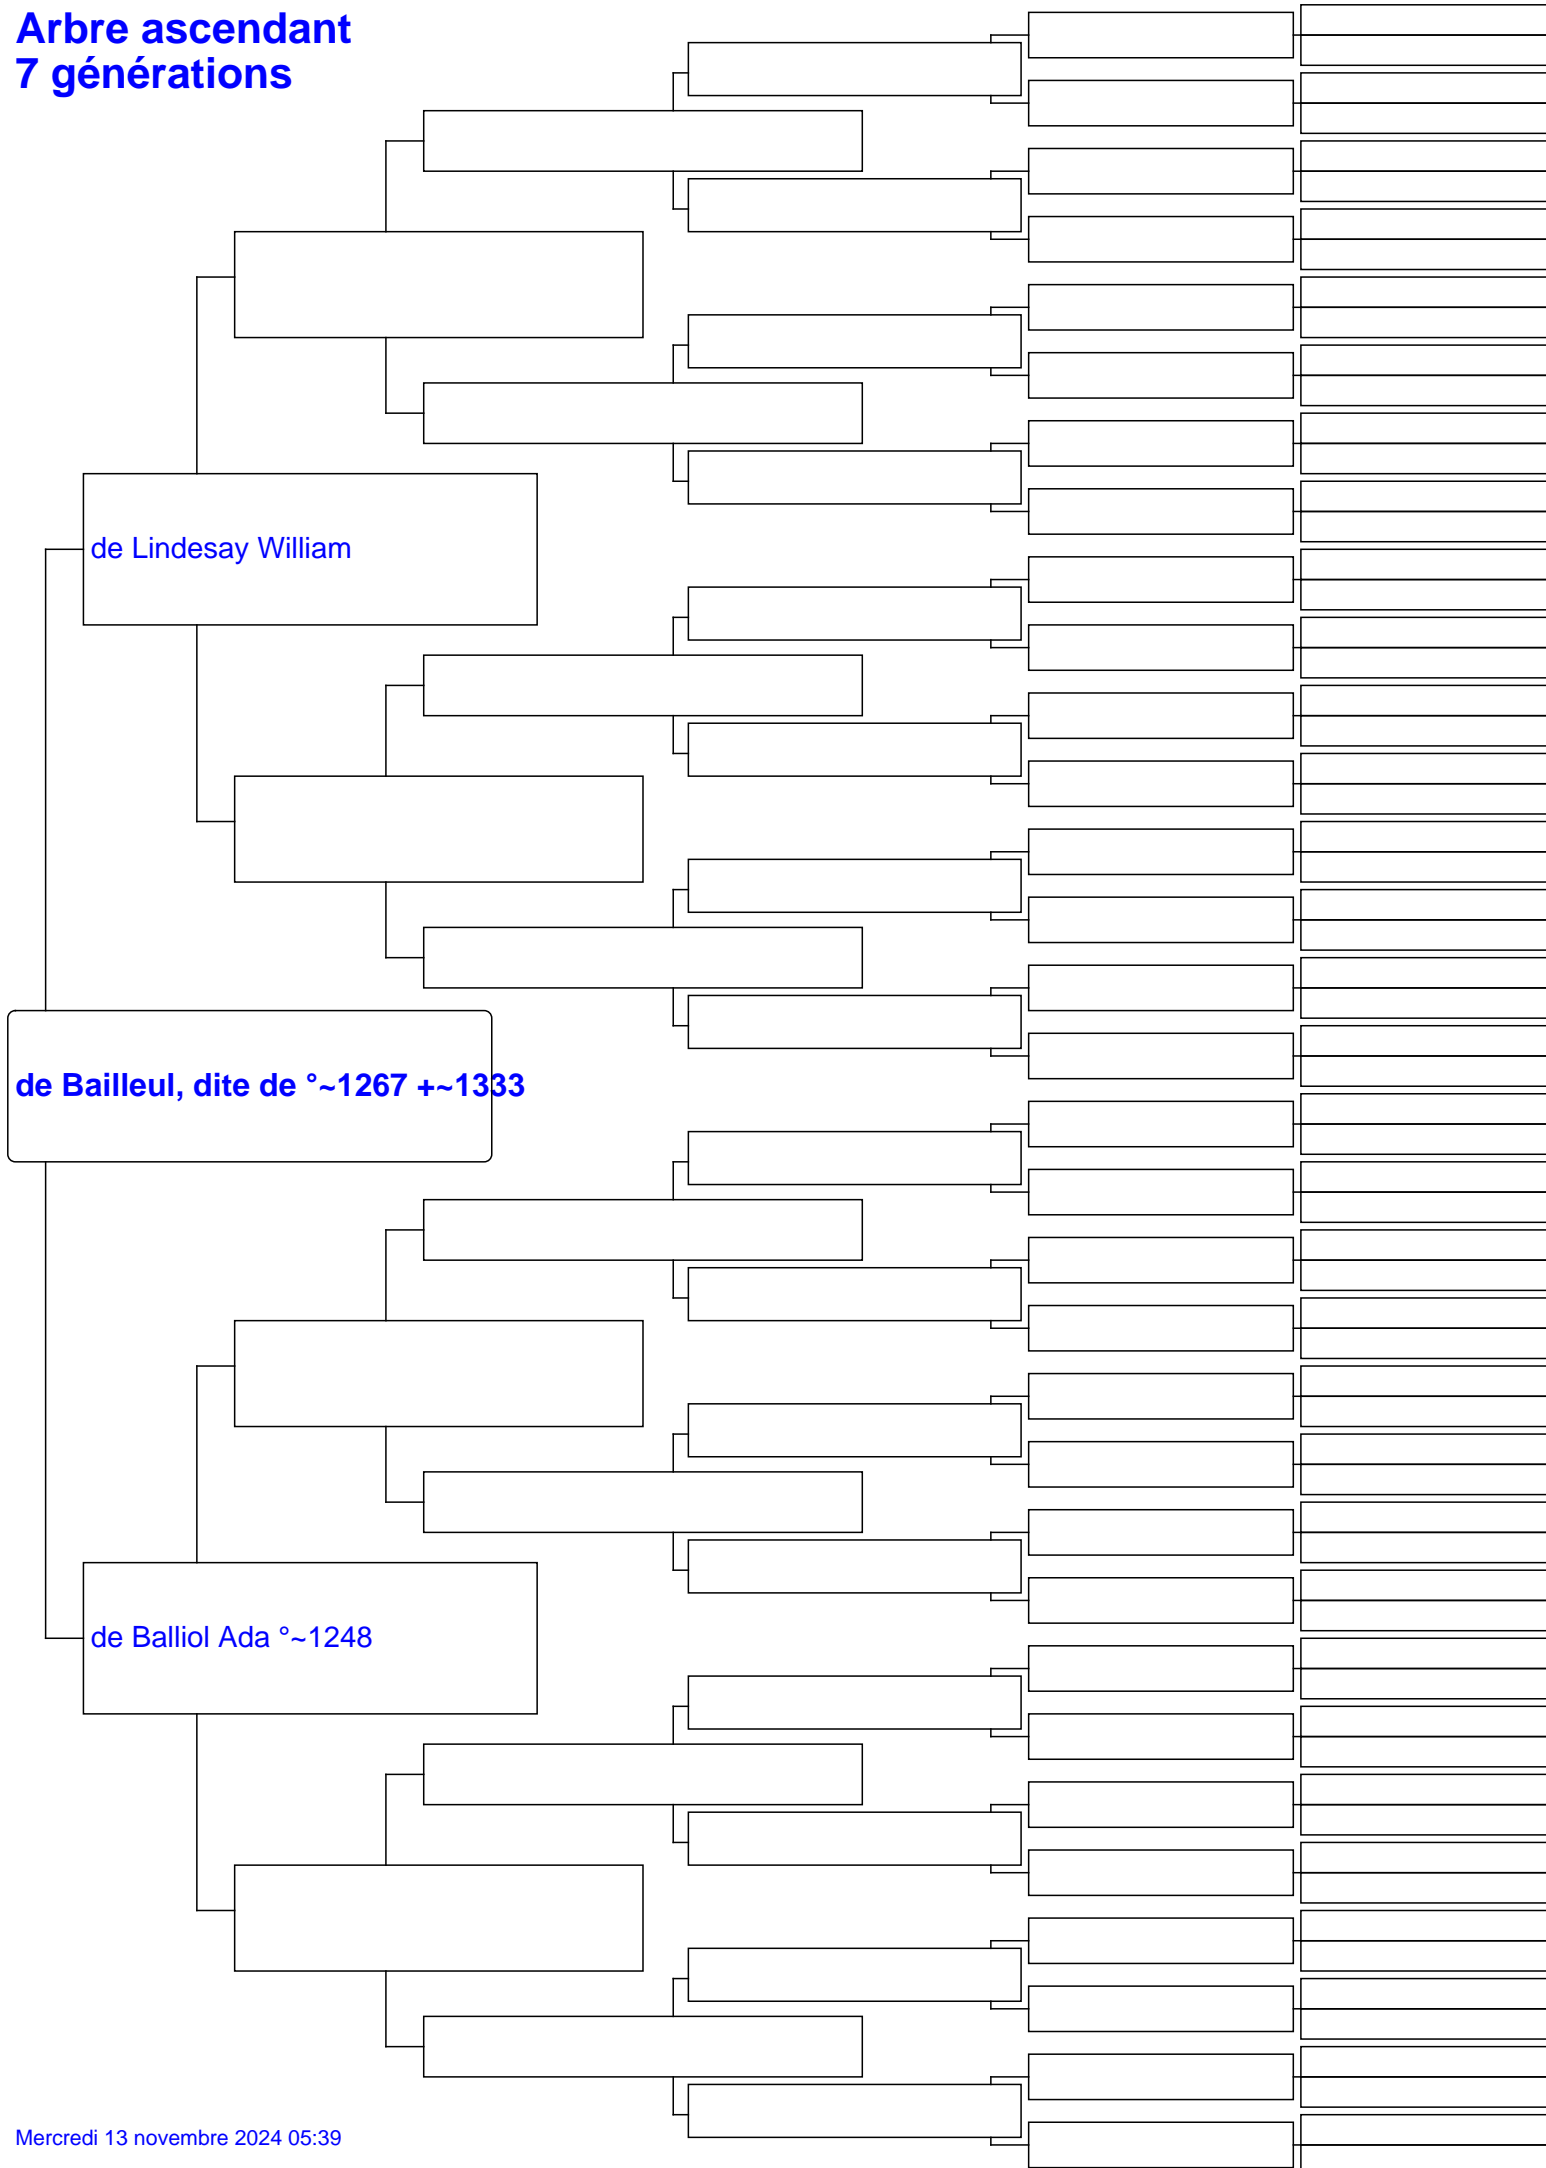 Arbre ascendant
7 générations
de Lindesay William
de Bailleul, dite de °~1267 +~1333
de Balliol Ada °~1248
Mercredi 13 novembre 2024 05:39